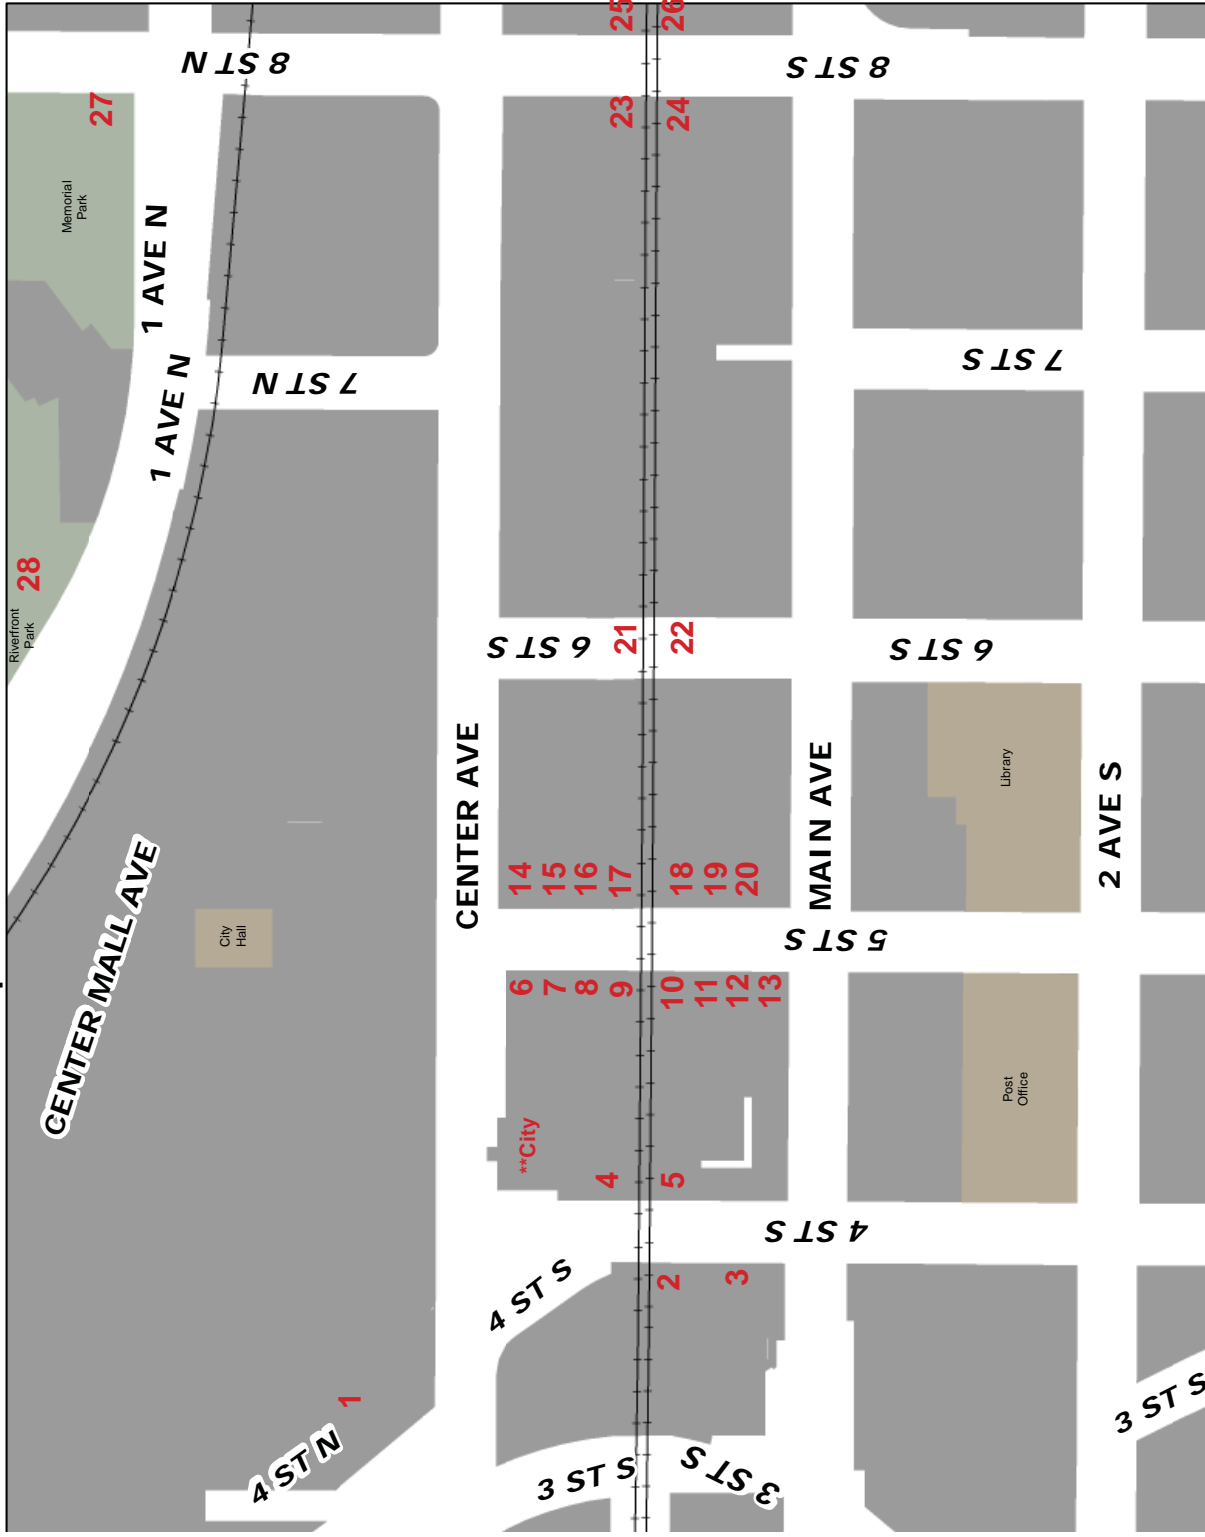 25
26
8 ST N
8 ST S
27
23
24
Memorial
Park
1 AVE N
7 ST N
7 ST S
1 AVE N
28
Riverfront
Park
6 ST S
21
22
6 ST S
CENTER AVE
MAIN AVE
Library
2 AVE S
CENTER MALL AVE
14
15
16
17
18
19
20
City
Hall
5 ST S
6
7
8
9
10
11
12
13
Post
Office
**City
4
5
4 ST S
4 ST S
2
3
1
4 ST N
3 ST S
3 ST S
3 ST S